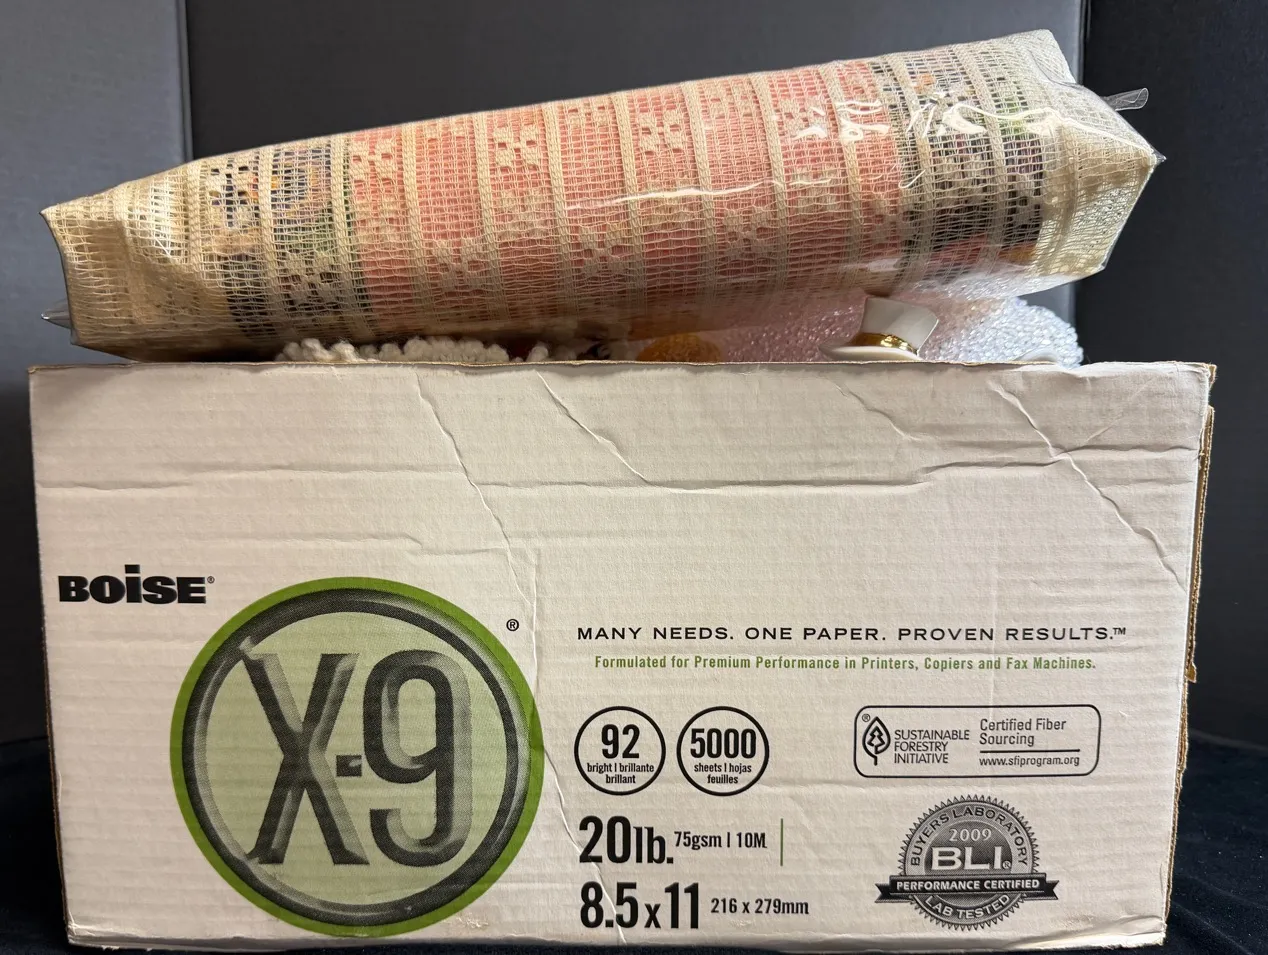 BOISE®
X-9
®
MANY NEEDS. ONE PAPER. PROVEN RESULTS.™
Formulated for Premium Performance in Printers, Copiers and Fax Machines.
92
bright | brillante
brillant
5000
sheets | hojas
feuilles
®
SUSTAINABLE
FORESTRY
INITIATIVE
Certified Fiber
Sourcing
www.sfiprogram.org
20lb. 75gsm | 10M
8.5x11 216 x 279mm
BUYERS LABORATORY
2009
BLI®
PERFORMANCE CERTIFIED
LAB TESTED